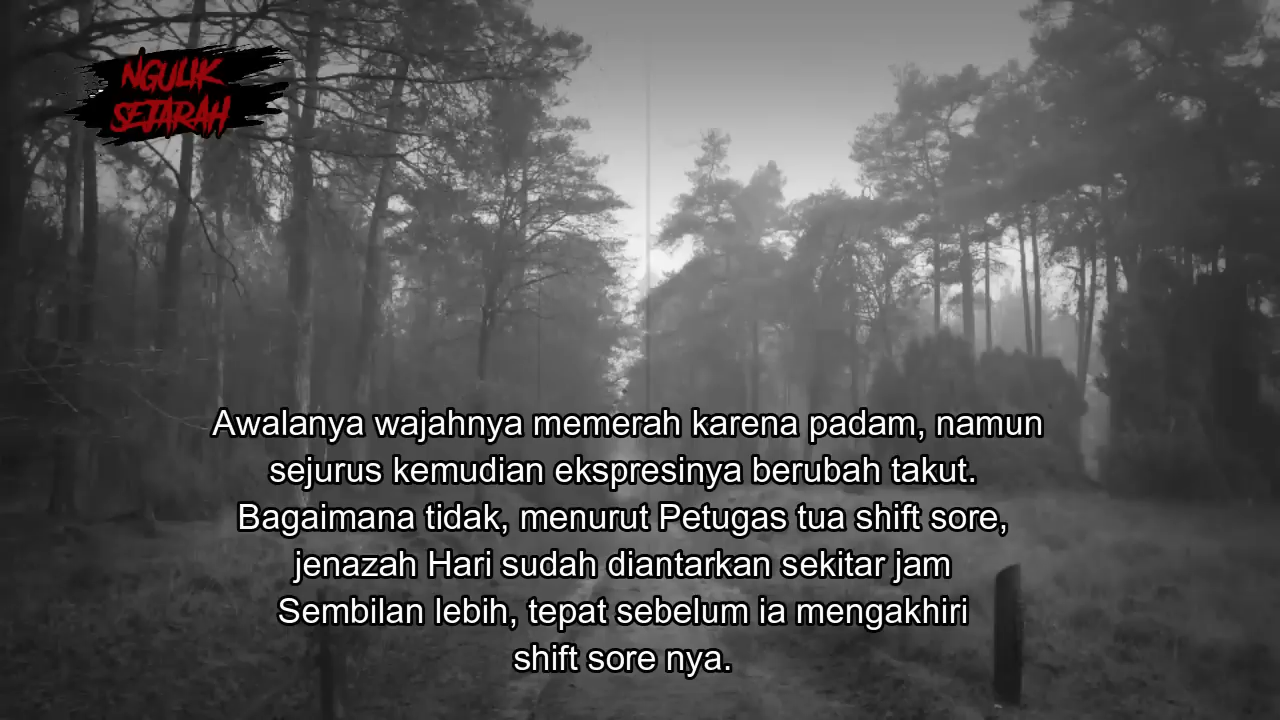 NGULIK
SEJARAH
Awalanya wajahnya memerah karena padam, namun
sejurus kemudian ekspresinya berubah takut.
Bagaimana tidak, menurut Petugas tua shift sore,
jenazah Hari sudah diantarkan sekitar jam
Sembilan lebih, tepat sebelum ia mengakhiri
shift sore nya.